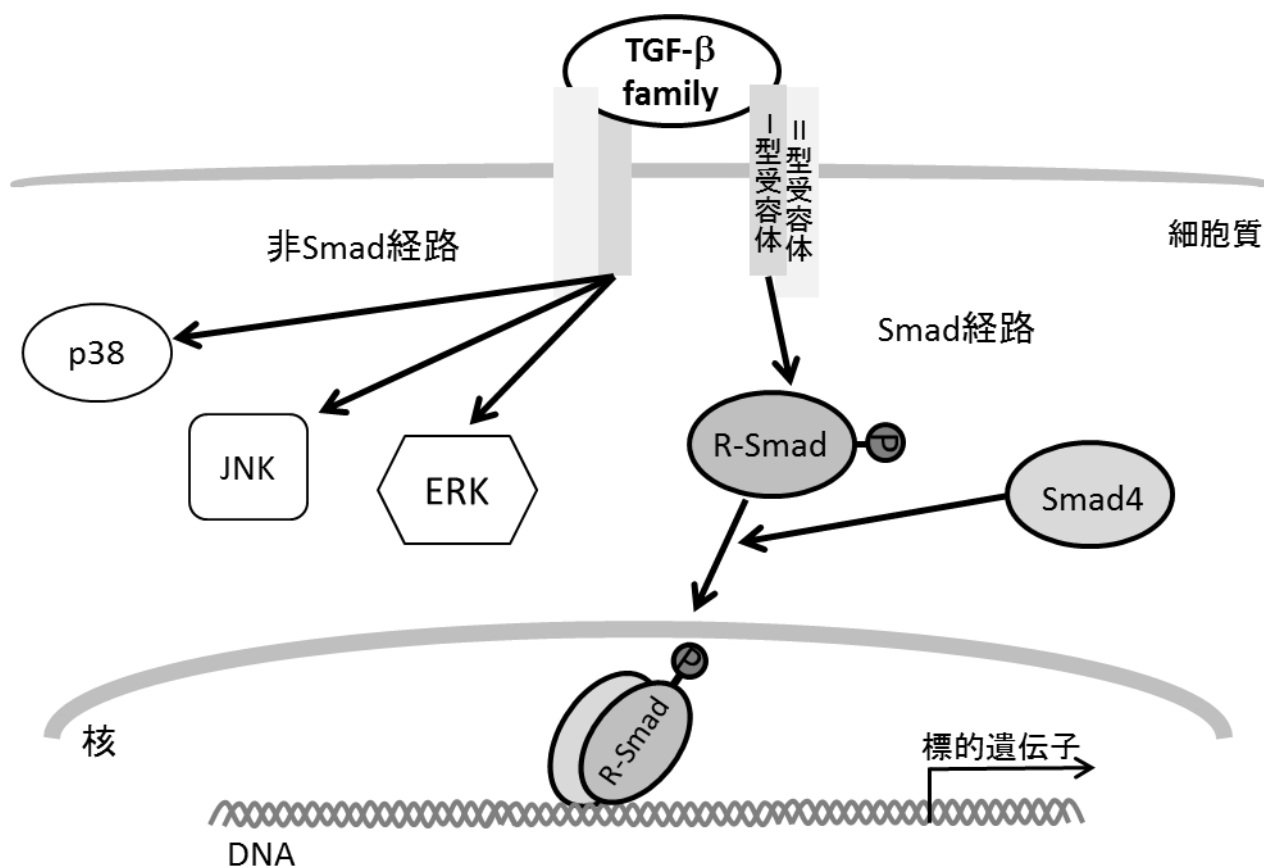 TGF-β
family
I型受容体
II型受容体
細胞質
非Smad経路
Smad経路
p38
JNK
ERK
R-Smad
P
Smad4
P
R-Smad
核
標的遺伝子
DNA